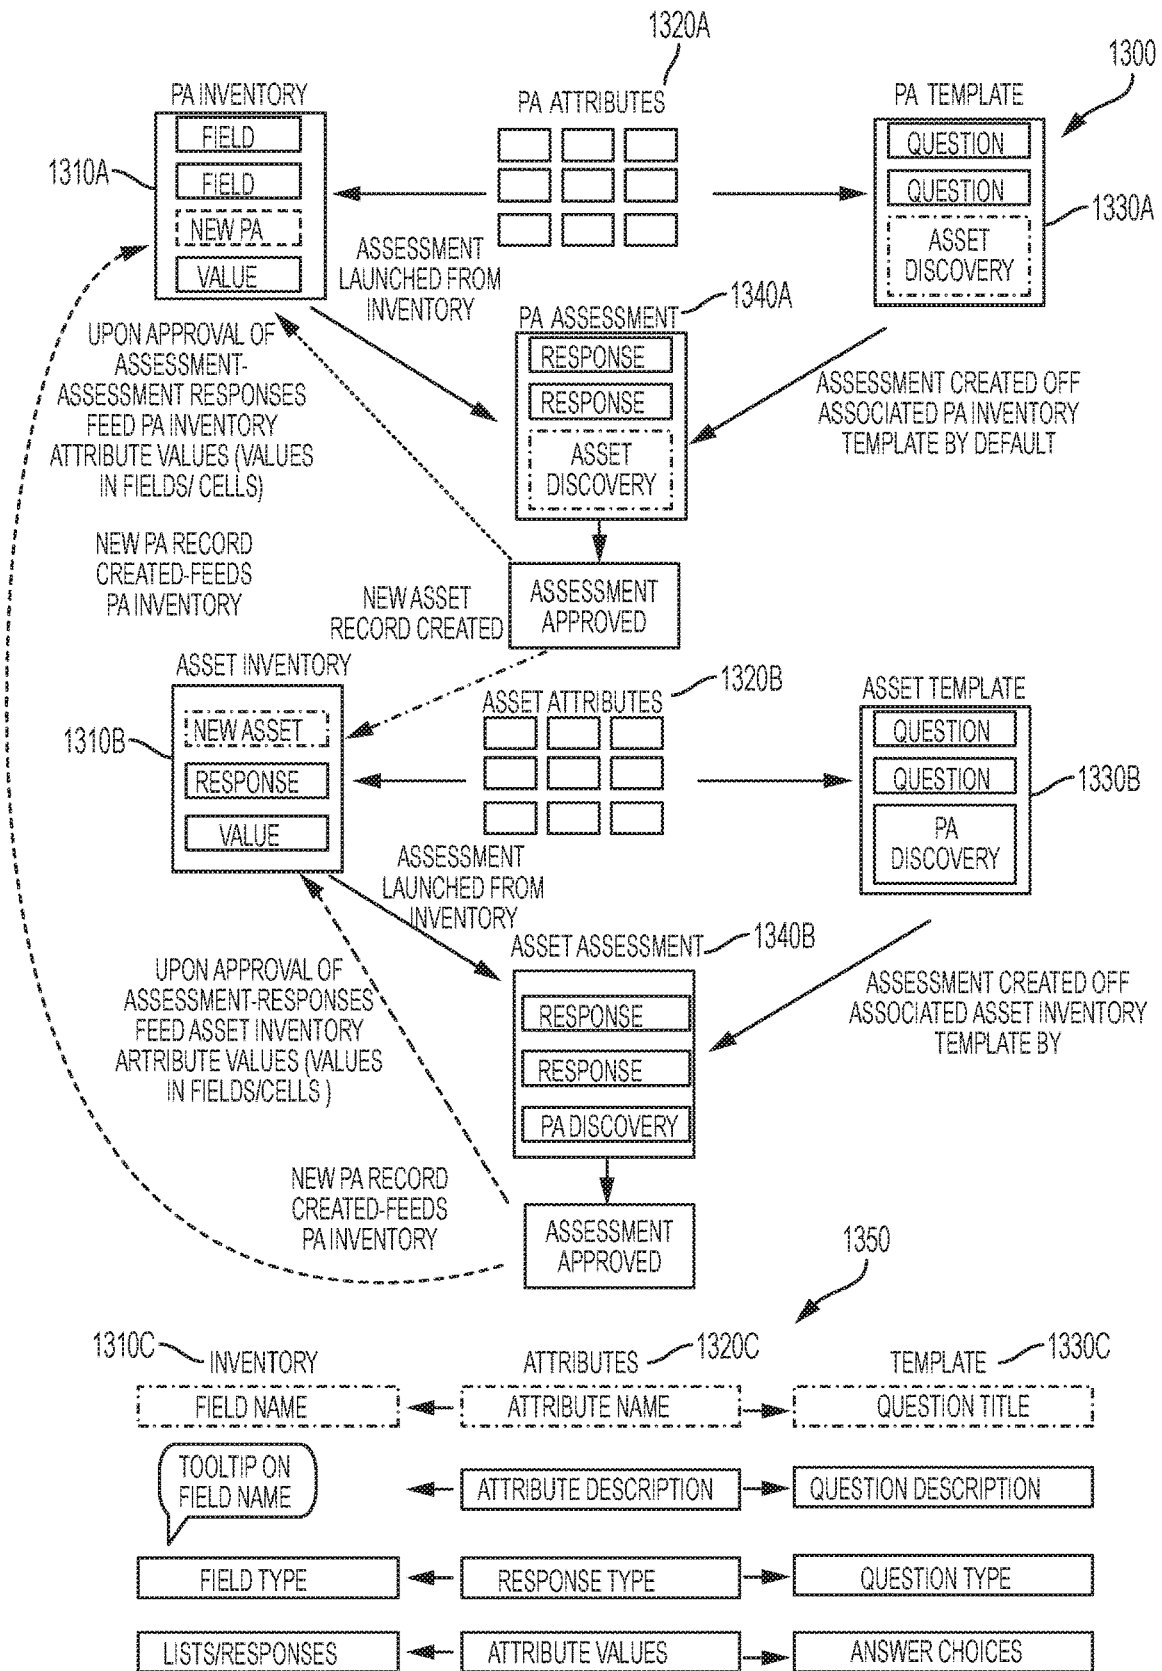 1320A
1300
PA INVENTORY
PA ATTRIBUTES
PA TEMPLATE
FIELD
FIELD
NEW PA
VALUE
1310A
QUESTION
QUESTION
ASSET
DISCOVERY
1330A
ASSESSMENT
LAUNCHED FROM
INVENTORY
1340A
PA ASSESSMENT
RESPONSE
RESPONSE
ASSET
DISCOVERY
UPON APPROVAL OF
ASSESSMENT-
ASSESSMENT RESPONSES
FEED PA INVENTORY
ATTRIBUTE VALUES (VALUES
IN FIELDS/ CELLS)
ASSESSMENT CREATED OFF
ASSOCIATED PA INVENTORY
TEMPLATE BY DEFAULT
NEW PA RECORD
CREATED-FEEDS
PA INVENTORY
NEW ASSET
RECORD CREATED
ASSESSMENT
APPROVED
ASSET INVENTORY
1320B
ASSET ATTRIBUTES
ASSET TEMPLATE
NEW ASSET
RESPONSE
VALUE
1310B
QUESTION
QUESTION
PA
DISCOVERY
1330B
ASSESSMENT
LAUNCHED FROM
INVENTORY
1340B
ASSET ASSESSMENT
RESPONSE
RESPONSE
PA DISCOVERY
UPON APPROVAL OF
ASSESSMENT-RESPONSES
FEED ASSET INVENTORY
ARTRIBUTE VALUES (VALUES
IN FIELDS/CELLS )
ASSESSMENT CREATED OFF
ASSOCIATED ASSET INVENTORY
TEMPLATE BY
NEW PA RECORD
CREATED-FEEDS
PA INVENTORY
ASSESSMENT
APPROVED
1350
1310C
INVENTORY
ATTRIBUTES
1320C
TEMPLATE
1330C
FIELD NAME
ATTRIBUTE NAME
QUESTION TITLE
TOOLTIP ON
FIELD NAME
ATTRIBUTE DESCRIPTION
QUESTION DESCRIPTION
FIELD TYPE
RESPONSE TYPE
QUESTION TYPE
LISTS/RESPONSES
ATTRIBUTE VALUES
ANSWER CHOICES